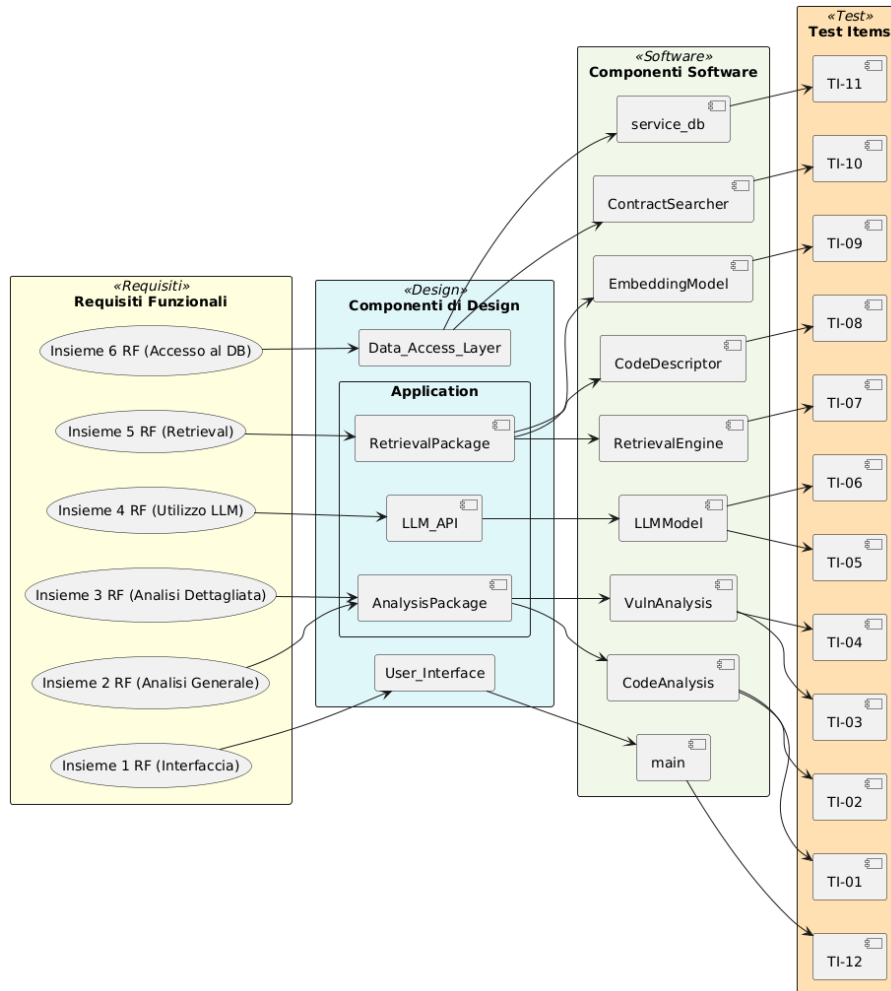 «Requisiti»
Requisiti Funzionali
Insieme 6 RF (Accesso al DB)
Insieme 5 RF (Retrieval)
Insieme 4 RF (Utilizzo LLM)
Insieme 3 RF (Analisi Dettagliata)
Insieme 2 RF (Analisi Generale)
Insieme 1 RF (Interfaccia)
«Design»
Componenti di Design
Data_Access_Layer
Application
RetrievalPackage
LLM_API
AnalysisPackage
User_Interface
«Software»
Componenti Software
service_db
ContractSearcher
EmbeddingModel
CodeDescriptor
RetrievalEngine
LLMModel
VulnAnalysis
CodeAnalysis
main
«Test»
Test Items
TI-11
TI-10
TI-09
TI-08
TI-07
TI-06
TI-05
TI-04
TI-03
TI-02
TI-01
TI-12